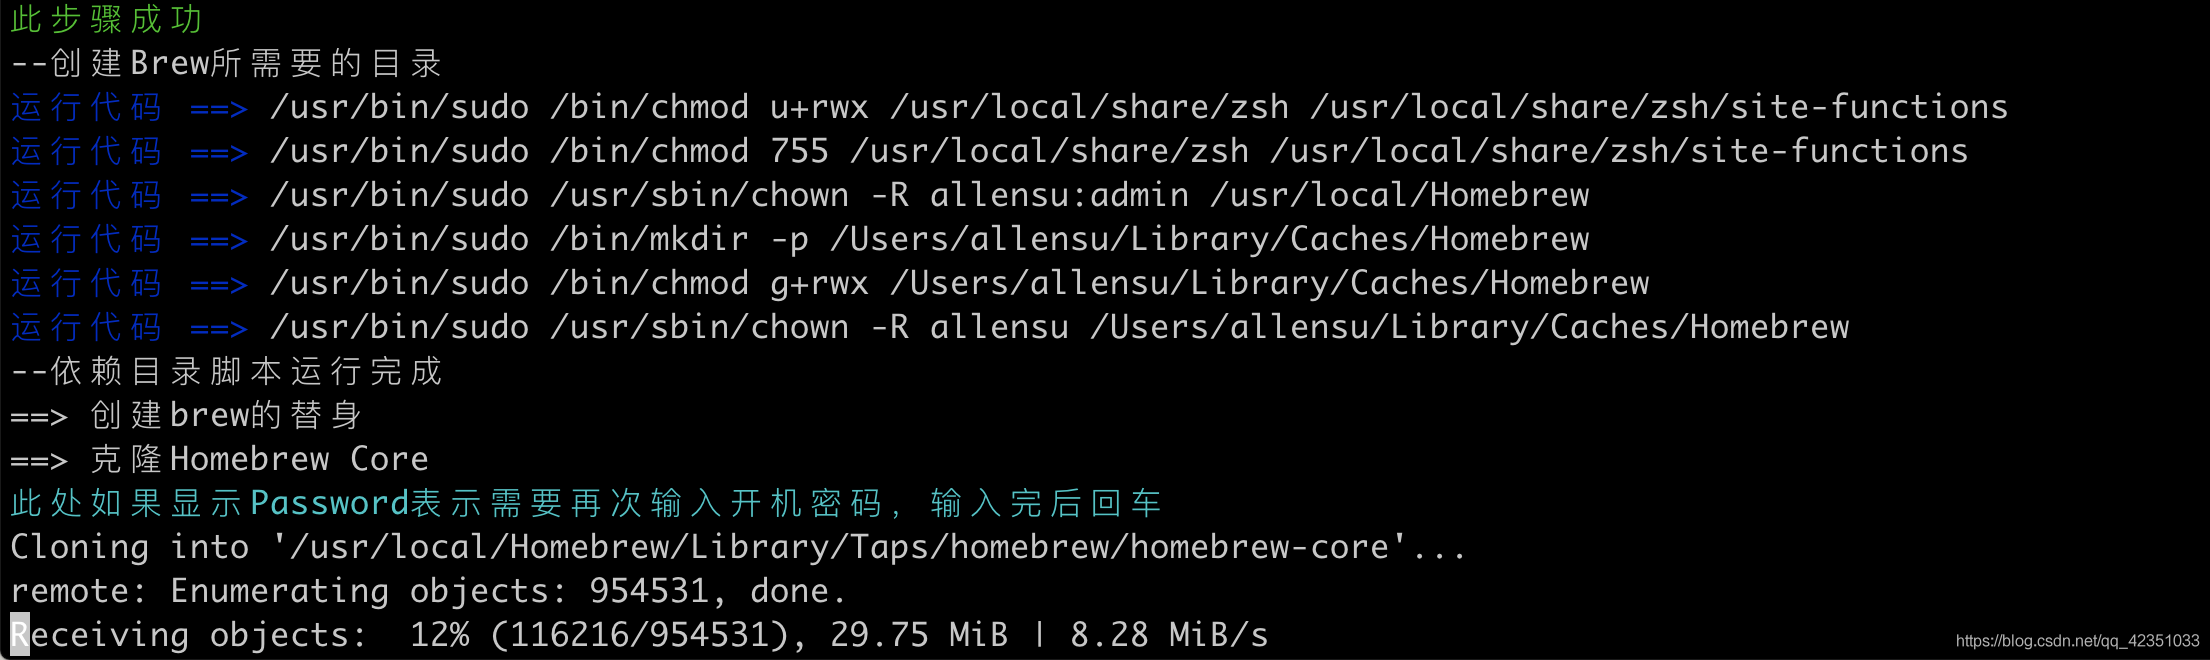 此步骤成功
--创建Brew所需要的目录
运行代码 ==> /usr/bin/sudo /bin/chmod u+rwx /usr/local/share/zsh /usr/local/share/zsh/site-functions
运行代码 ==> /usr/bin/sudo /bin/chmod 755 /usr/local/share/zsh /usr/local/share/zsh/site-functions
运行代码 ==> /usr/bin/sudo /usr/sbin/chown -R allensu:admin /usr/local/Homebrew
运行代码 ==> /usr/bin/sudo /bin/mkdir -p /Users/allensu/Library/Caches/Homebrew
运行代码 ==> /usr/bin/sudo /bin/chmod g+rwx /Users/allensu/Library/Caches/Homebrew
运行代码 ==> /usr/bin/sudo /usr/sbin/chown -R allensu /Users/allensu/Library/Caches/Homebrew
--依赖目录脚本运行完成
==> 创建brew的替身
==> 克隆Homebrew Core
此处如果显示Password表示需要再次输入开机密码，输入完后回车
Cloning into '/usr/local/Homebrew/Library/Taps/homebrew/homebrew-core'...
remote: Enumerating objects: 954531, done.
Receiving objects:  12% (116216/954531), 29.75 MiB | 8.28 MiB/s
https://blog.csdn.net/qq_42351033